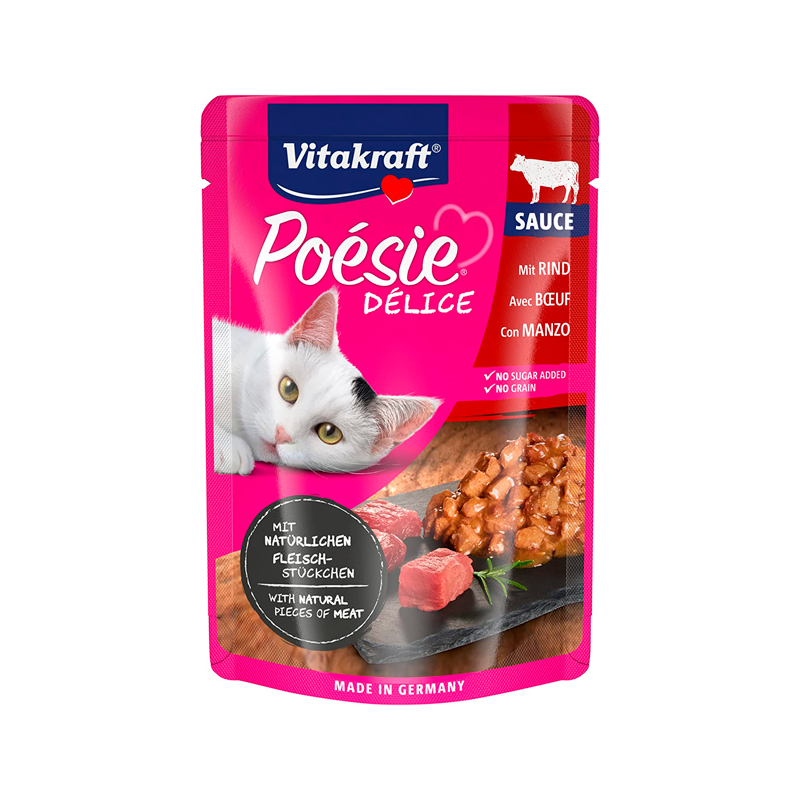 Vitakraft®
Poésie®
DÉLICE
SAUCE
Mit RIND
Avec BŒUF
Con MANZO
✓NO SUGAR ADDED
✓NO GRAIN
MIT
NATÜRLICHEN
FLEISCH-
STÜCKCHEN
WITH NATURAL
PIECES OF MEAT
MADE IN GERMANY